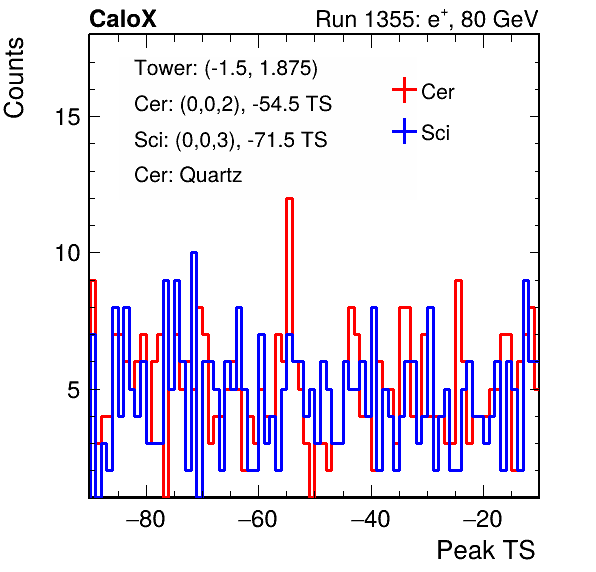 CaloX Run 1355: e⁺, 80 GeV
Counts
Tower: (-1.5, 1.875)
Cer: (0,0,2), -54.5 TS
Sci: (0,0,3), -71.5 TS
Cer: Quartz
Cer
Sci
15
10
5
−80 −60 −40 −20
Peak TS